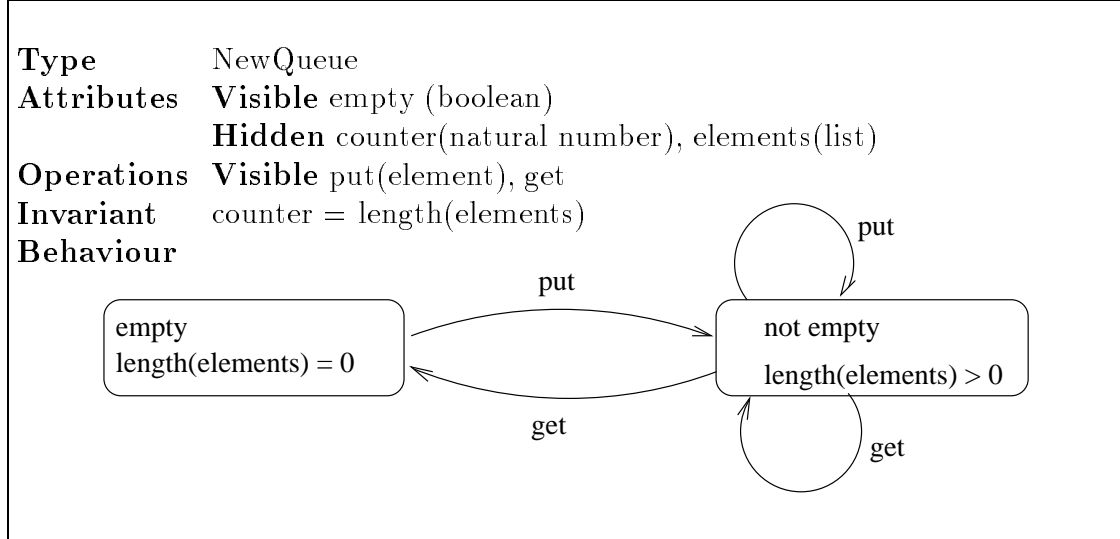 Type NewQueue
Attributes Visible empty (boolean)
Hidden counter(natural number), elements(list)
Operations Visible put(element), get
Invariant counter = length(elements)
Behaviour
put
put
empty
length(elements) = 0
not empty
length(elements) > 0
get
get